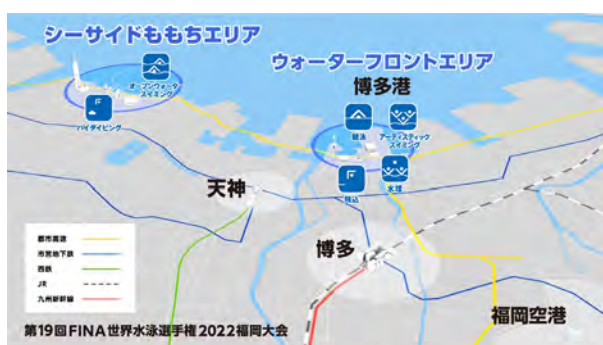 シーサイドももちエリア
オープンウォーター
スイミング
ハイダイビング
ウォーターフロントエリア
博多港
競泳
アーティスティック
スイミング
飛込
水球
天神
博多
福岡空港
都市高速
市営地下鉄
西鉄
JR
九州新幹線
第19回FINA世界水泳選手権2022福岡大会